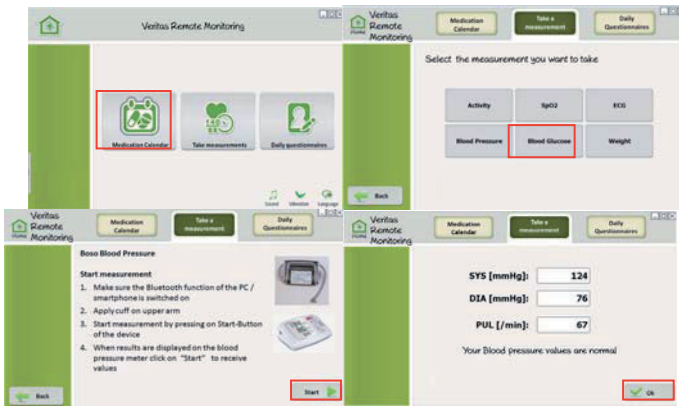 Veritas Remote Monitoring
Medication Calendar
Take measurements
Daily questionnaires
Sound
Vibration
Language
Veritas
Remote
Monitoring
Home
Medication
Calendar
Take a
measurement
Daily
Questionnaires
Select the measurement you want to take
Activity
SpO2
ECG
Blood Pressure
Blood Glucose
Weight
Back
Veritas
Remote
Monitoring
Home
Medication
Calendar
Take a
measurement
Daily
Questionnaires
Boso Blood Pressure
Start measurement
1. Make sure the Bluetooth function of the PC /
smartphone is switched on
2. Apply cuff on upper arm
3. Start measurement by pressing on Start-Button
of the device
4. When results are displayed on the blood
pressure meter click on "Start" to receive
values
Back
Start
Veritas
Remote
Monitoring
Home
Medication
Calendar
Take a
measurement
Daily
Questionnaires
SYS [mmHg]: 124
DIA [mmHg]: 76
PUL [/min]: 67
Your Blood pressure values are normal
Back
Ok